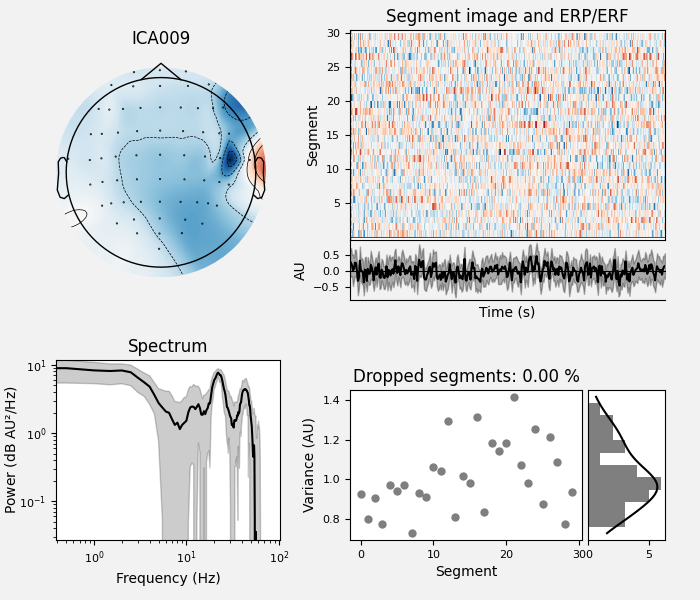 ICA009
Segment image and ERP/ERF
Segment
30
25
20
15
10
5
AU
0.5
0.0
−0.5
Time (s)
Spectrum
Power (dB AU²/Hz)
10¹
10⁰
10⁻¹
10⁰ 10¹ 10²
Frequency (Hz)
Dropped segments: 0.00 %
Variance (AU)
1.4
1.2
1.0
0.8
0 10 20 30
Segment
0 5